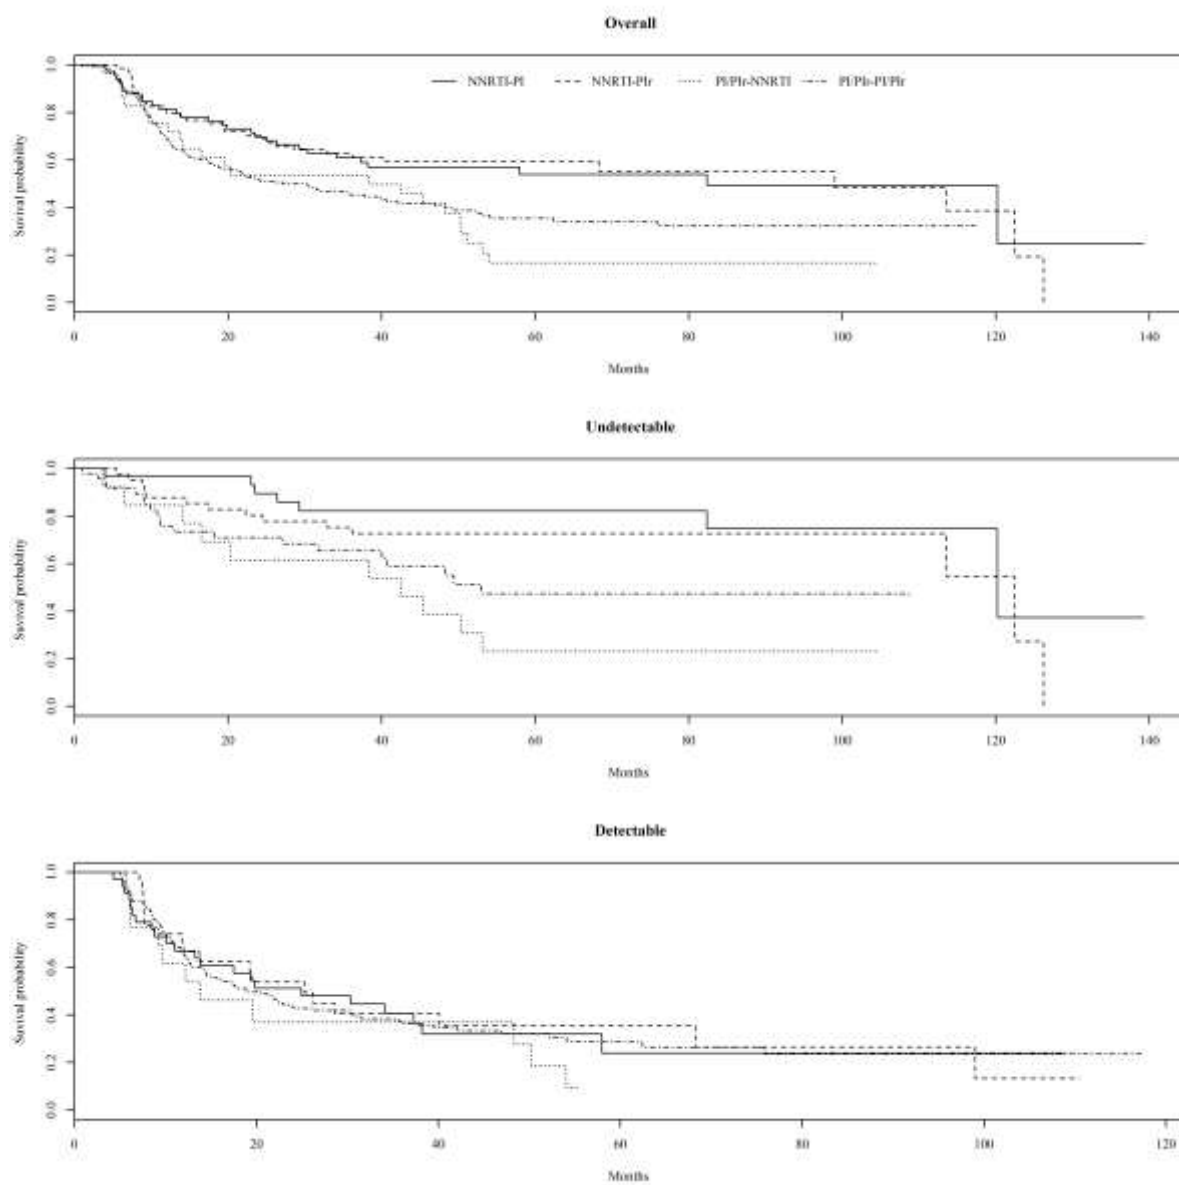 Overall
Survival probability
1.0
0.8
0.6
0.4
0.2
0.0
NNRTI-PI NNRTI-PIr PI/PIr-NNRTI PI/PIr-PI/PIr
0 20 40 60 80 100 120 140
Months
Undetectable
Survival probability
1.0
0.8
0.6
0.4
0.2
0.0
0 20 40 60 80 100 120 140
Months
Detectable
Survival probability
1.0
0.8
0.6
0.4
0.2
0.0
0 20 40 60 80 100 120
Months